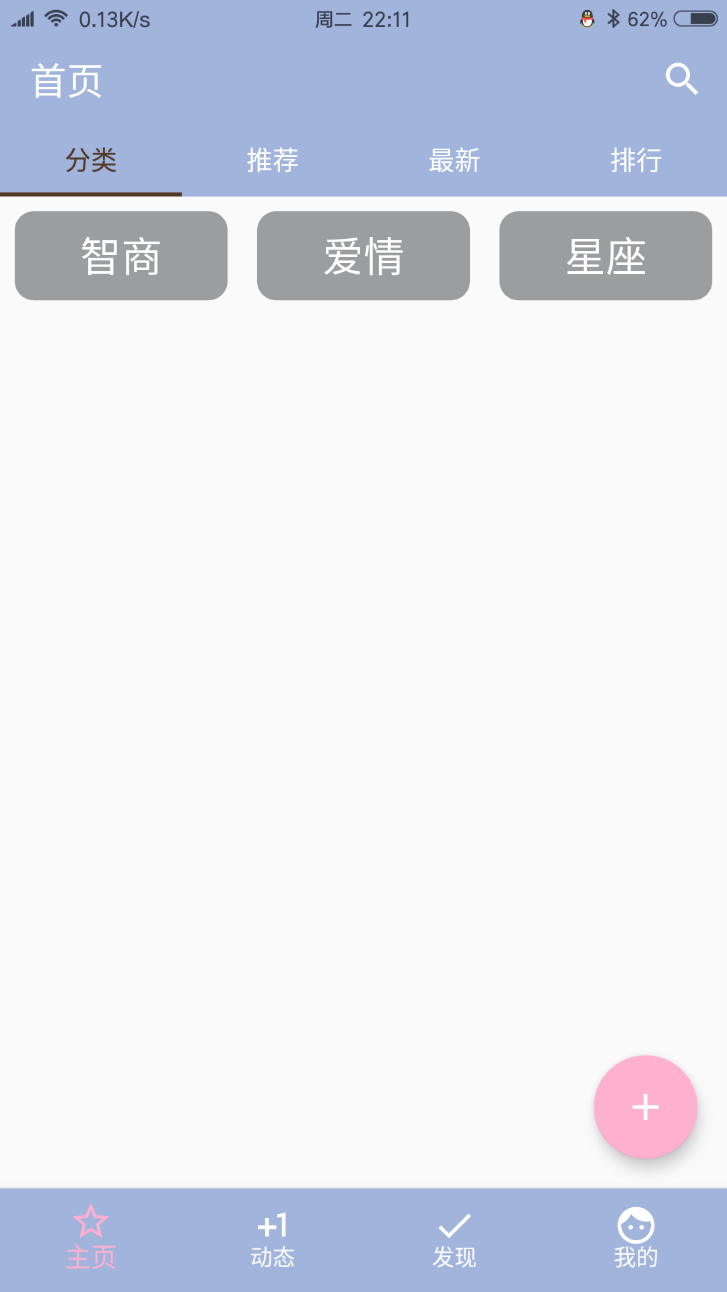 0.13K/s 周二 22:11 62%
首页
分类 推荐 最新 排行
智商 爱情 星座
+1
主页 动态 发现 我的